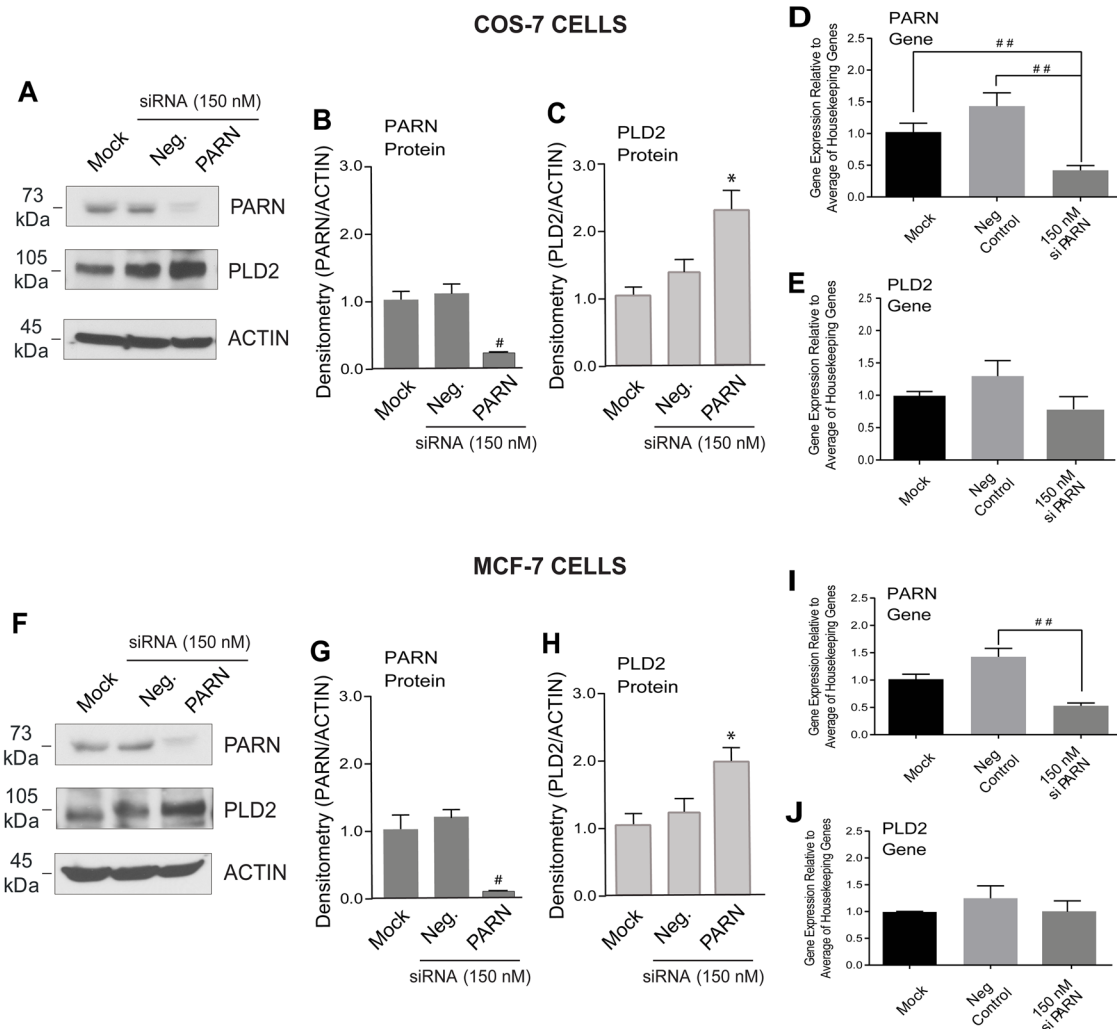 COS-7 CELLS
A
siRNA (150 nM)
Mock
Neg.
PARN
73
kDa
PARN
105
kDa
PLD2
45
kDa
ACTIN
B
PARN
Protein
Densitometry (PARN/ACTIN)
3.0
2.0
1.0
0.0
#
Mock
Neg.
PARN
siRNA (150 nM)
C
PLD2
Protein
Densitometry (PLD2/ACTIN)
3.0
2.0
1.0
0.0
*
Mock
Neg.
PARN
siRNA (150 nM)
D
PARN
Gene
Gene Expression Relative to
Average of Housekeeping Genes
2.5
2.0
1.5
1.0
0.5
0.0
# #
# #
Mock
Neg
Control
150 nM
si PARN
E
PLD2
Gene
Gene Expression Relative to
Average of Housekeeping Genes
2.5
2.0
1.5
1.0
0.5
0.0
Mock
Neg
Control
150 nM
si PARN
MCF-7 CELLS
F
siRNA (150 nM)
Mock
Neg.
PARN
73
kDa
PARN
105
kDa
PLD2
45
kDa
ACTIN
G
PARN
Protein
Densitometry (PARN/ACTIN)
3.0
2.0
1.0
0.0
#
Mock
Neg.
PARN
siRNA (150 nM)
H
PLD2
Protein
Densitometry (PLD2/ACTIN)
3.0
2.0
1.0
0.0
*
Mock
Neg.
PARN
siRNA (150 nM)
I
PARN
Gene
Gene Expression Relative to
Average of Housekeeping Genes
2.5
2.0
1.5
1.0
0.5
0.0
# #
Mock
Neg
Control
150 nM
si PARN
J
PLD2
Gene
Gene Expression Relative to
Average of Housekeeping Genes
2.5
2.0
1.5
1.0
0.5
0.0
Mock
Neg
Control
150 nM
si PARN